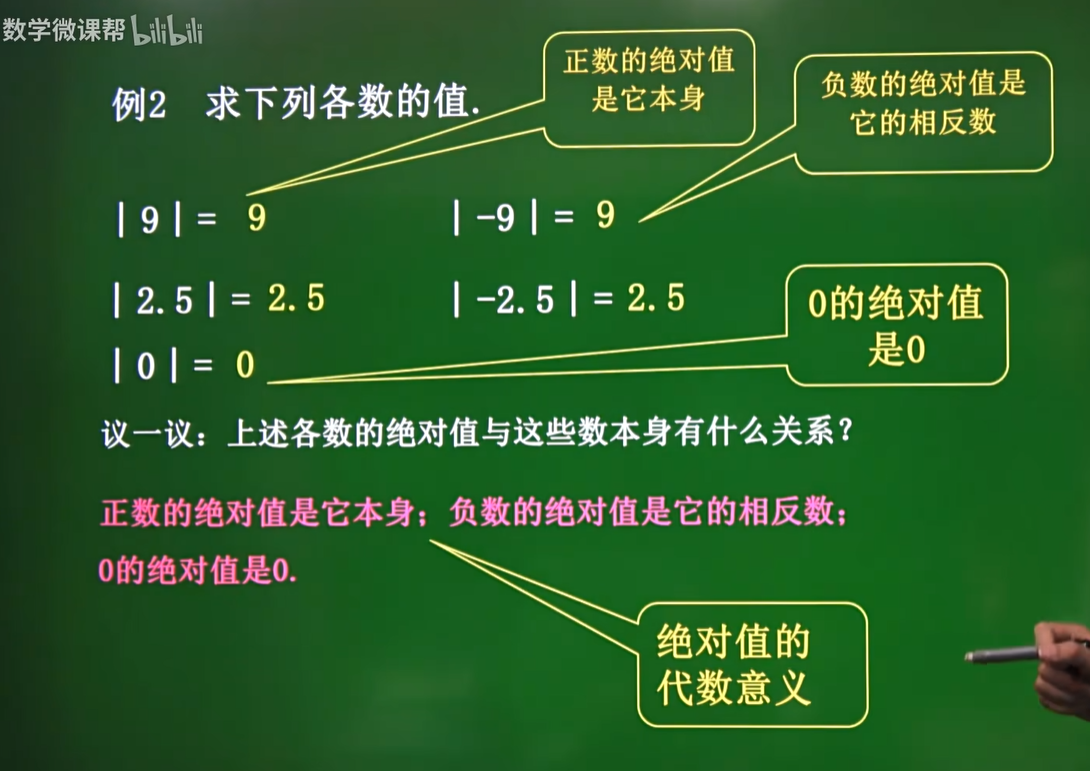 数学微课帮 bilibili
正数的绝对值
是它本身
负数的绝对值是
它的相反数
例2 求下列各数的值.
|9|= 9
|-9|= 9
|2.5|=2.5
|-2.5|=2.5
0的绝对值
是0
|0|= 0
议一议：上述各数的绝对值与这些数本身有什么关系？
正数的绝对值是它本身；负数的绝对值是它的相反数；
0的绝对值是0.
绝对值的
代数意义